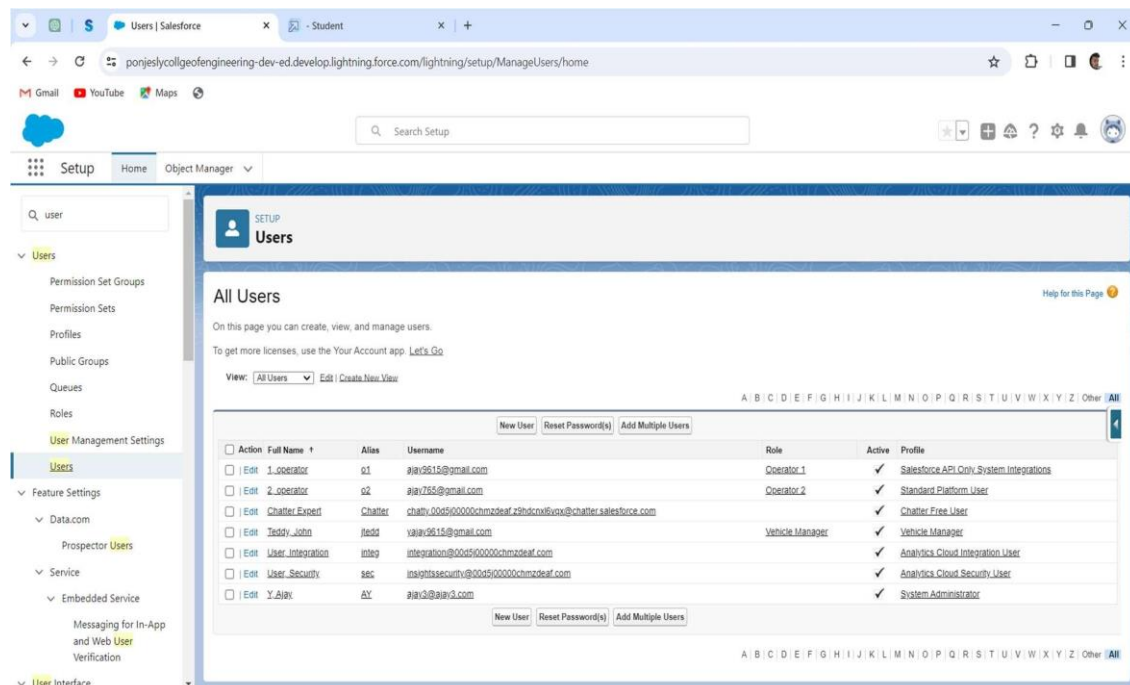 Users | Salesforce
- Student
ponjeslycollgeofengineering-dev-ed.develop.lightning.force.com/lightning/setup/ManageUsers/home
Gmail YouTube Maps
Search Setup
Setup Home Object Manager
user
Users
Permission Set Groups
Permission Sets
Profiles
Public Groups
Queues
Roles
User Management Settings
Users
Feature Settings
Data.com
Prospector Users
Service
Embedded Service
Messaging for In-App
and Web User
Verification
User Interface
SETUP
Users
All Users
Help for this Page
On this page you can create, view, and manage users.
To get more licenses, use the Your Account app. Let's Go
View: All Users Edit | Create New View
A | B | C | D | E | F | G | H | I | J | K | L | M | N | O | P | Q | R | S | T | U | V | W | X | Y | Z | Other All
New User Reset Password(s) Add Multiple Users
Action Full Name ↑ Alias Username Role Active Profile
| Edit 1, operator o1 ajay9615@gmail.com Operator 1 ✓ Salesforce API Only System Integrations
| Edit 2, operator o2 ajay765@gmail.com Operator 2 ✓ Standard Platform User
| Edit Chatter Expert Chatter chatty.00d5j00000chmzdeaf.z9hdcnxl6vqx@chatter.salesforce.com ✓ Chatter Free User
| Edit Teddy, John jtedd yajay9615@gmail.com Vehicle Manager ✓ Vehicle Manager
| Edit User, Integration integ integration@00d5j00000chmzdeaf.com ✓ Analytics Cloud Integration User
| Edit User, Security sec insightssecurity@00d5j00000chmzdeaf.com ✓ Analytics Cloud Security User
| Edit Y, Ajay AY ajay3@ajay3.com ✓ System Administrator
New User Reset Password(s) Add Multiple Users
A | B | C | D | E | F | G | H | I | J | K | L | M | N | O | P | Q | R | S | T | U | V | W | X | Y | Z | Other All